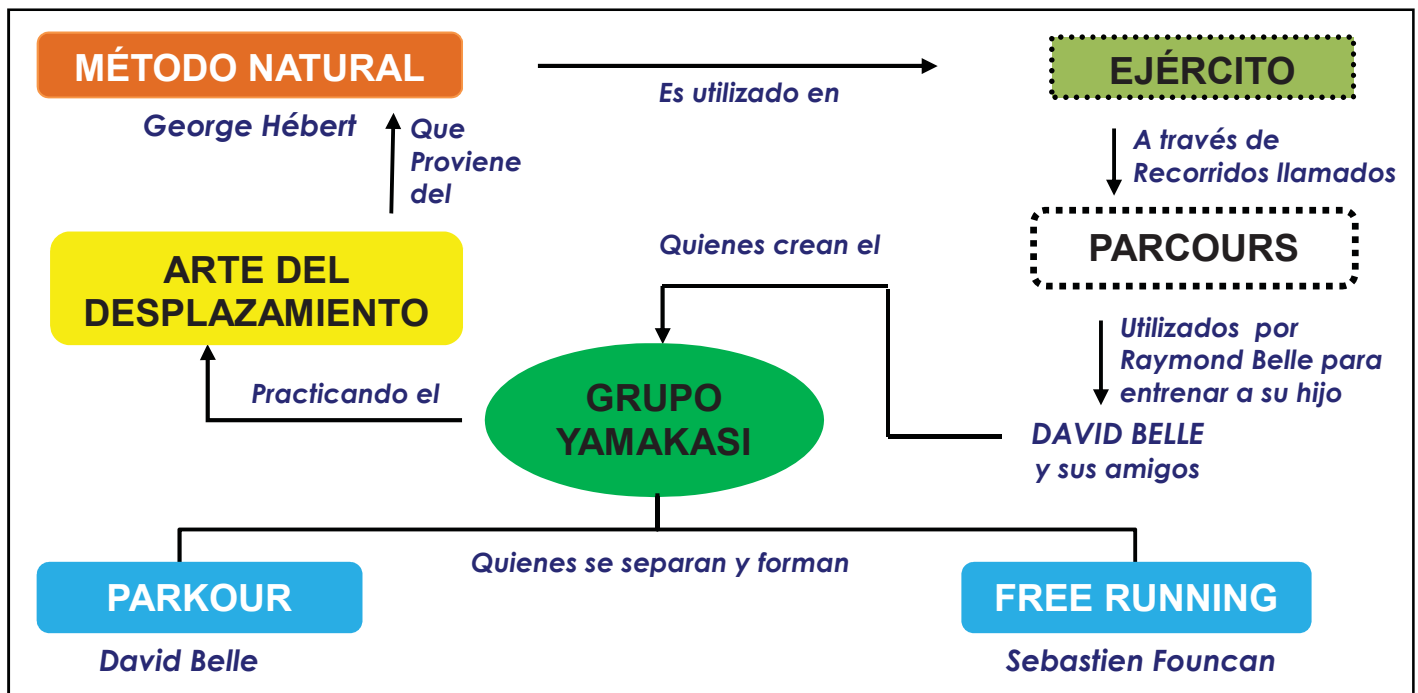 MÉTODO NATURAL
George Hébert
Es utilizado en
EJÉRCITO
A través de
Recorridos llamados
PARCOURS
Utilizados por
Raymond Belle para
entrenar a su hijo
DAVID BELLE
y sus amigos
Quienes crean el
GRUPO
YAMAKASI
Practicando el
ARTE DEL
DESPLAZAMIENTO
Que
Proviene
del
Quienes se separan y forman
PARKOUR
David Belle
FREE RUNNING
Sebastien Founcan